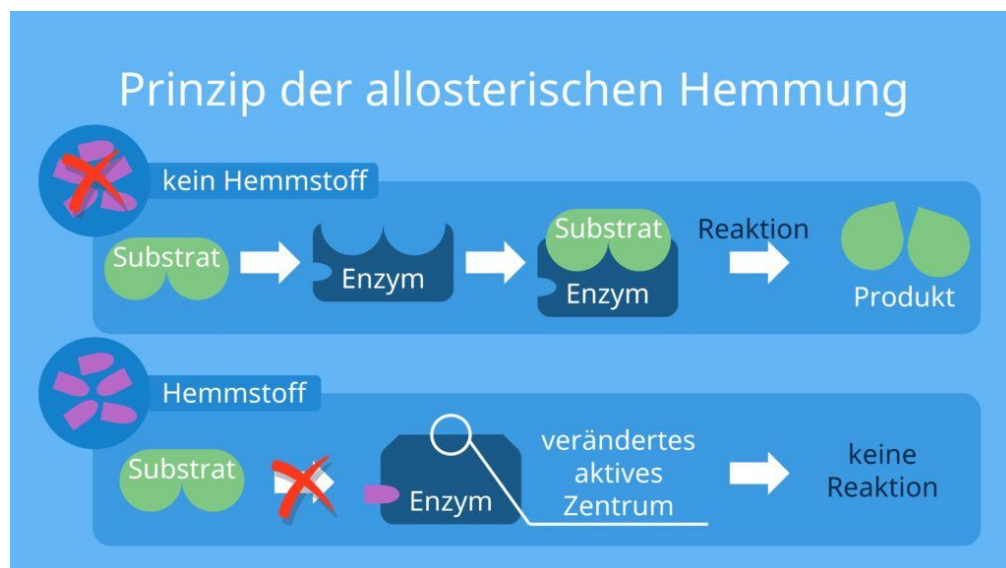 Prinzip der allosterischen Hemmung
kein Hemmstoff
Substrat
Enzym
Substrat
Enzym
Reaktion
Produkt
Hemmstoff
Substrat
Enzym
verändertes
aktives
Zentrum
keine
Reaktion